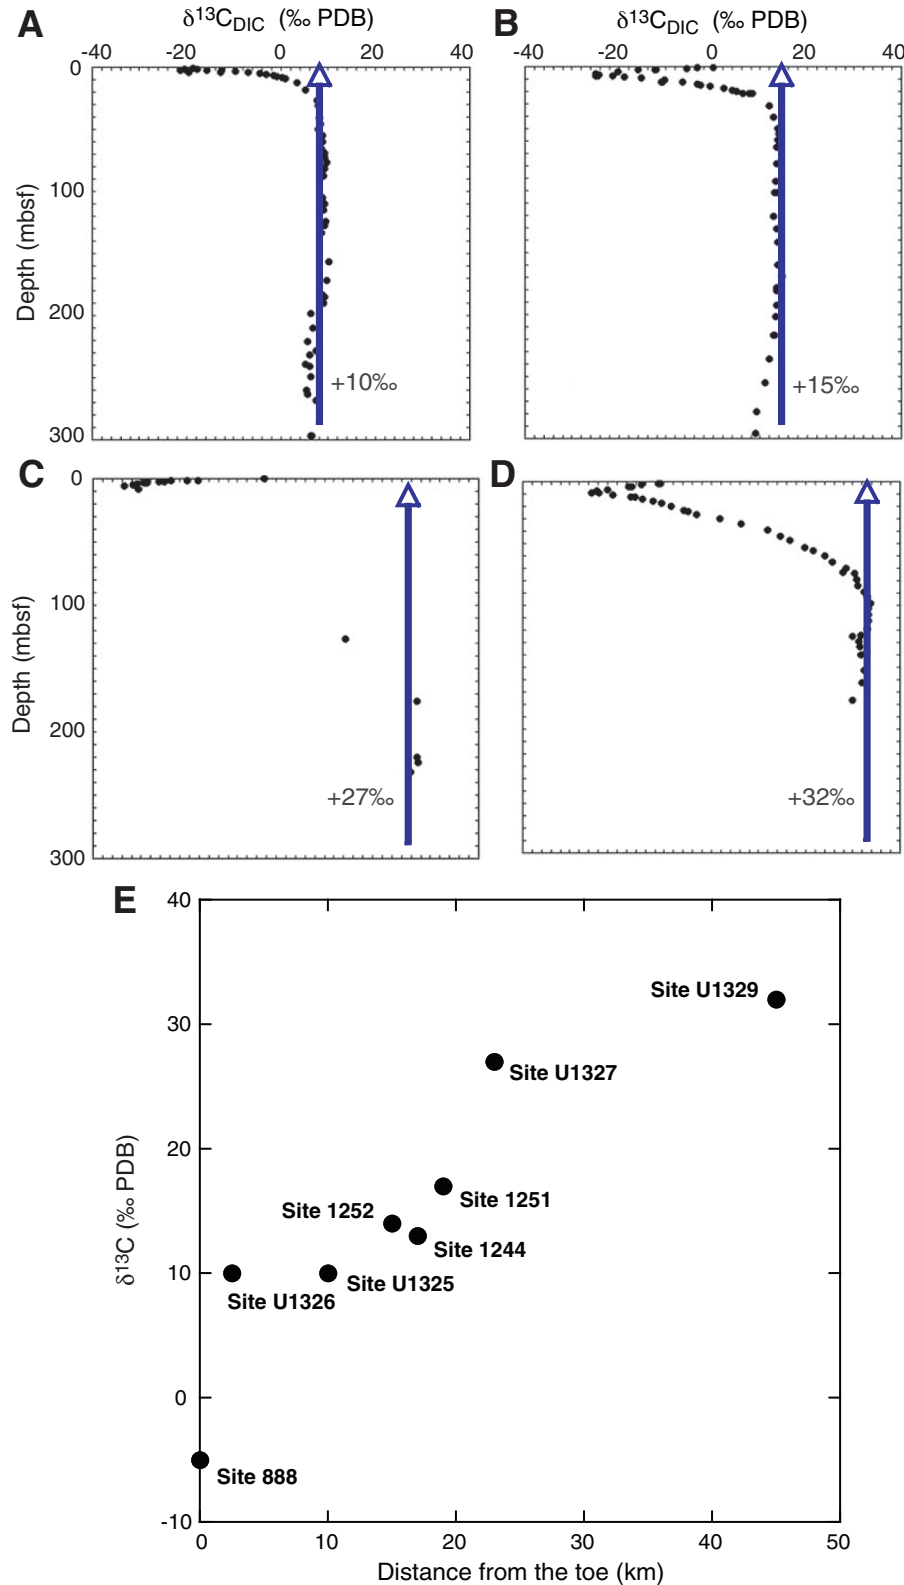 A
δ13CDIC (‰ PDB)
-40 -20 0 20 40
0
100
200
300
Depth (mbsf)
+10‰
B
δ13CDIC (‰ PDB)
-40 -20 0 20 40
+15‰
C
0
100
200
300
Depth (mbsf)
+27‰
D
+32‰
E
40
30
20
10
0
-10
δ13C (‰ PDB)
Site U1329
Site U1327
Site 1251
Site 1252
Site 1244
Site U1325
Site U1326
Site 888
0 10 20 30 40 50
Distance from the toe (km)